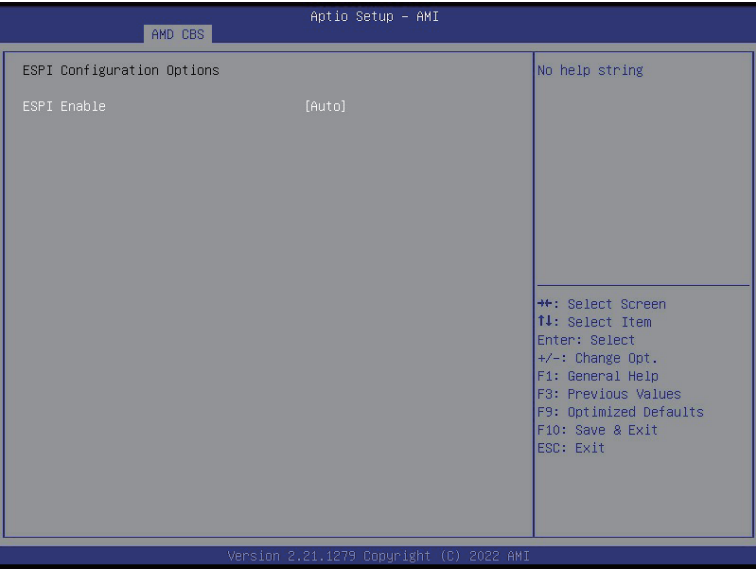 Aptio Setup - AMI
AMD CBS
ESPI Configuration Options
ESPI Enable [Auto]
No help string
→←: Select Screen
↑↓: Select Item
Enter: Select
+/-: Change Opt.
F1: General Help
F3: Previous Values
F9: Optimized Defaults
F10: Save & Exit
ESC: Exit
Version 2.21.1279 Copyright (C) 2022 AMI